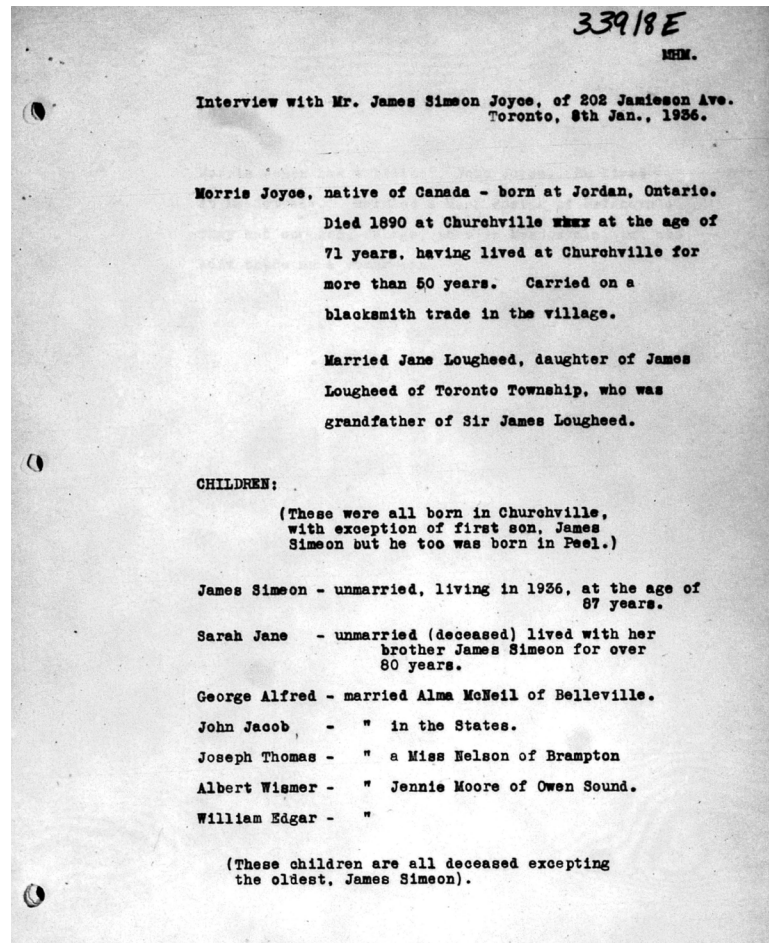 33918E
MHM.
Interview with Mr. James Simeon Joyce, of 202 Jamieson Ave.
Toronto, 8th Jan., 1936.
Morris Joyce, native of Canada - born at Jordan, Ontario.
Died 1890 at Churchville at the age of
71 years, having lived at Churchville for
more than 50 years. Carried on a
blacksmith trade in the village.
Married Jane Lougheed, daughter of James
Lougheed of Toronto Township, who was
grandfather of Sir James Lougheed.
CHILDREN:
(These were all born in Churchville,
with exception of first son, James
Simeon but he too was born in Peel.)
James Simeon - unmarried, living in 1936, at the age of
87 years.
Sarah Jane - unmarried (deceased) lived with her
brother James Simeon for over
80 years.
George Alfred - married Alma McNeil of Belleville.
John Jacob - " in the States.
Joseph Thomas - " a Miss Nelson of Brampton
Albert Wismer - " Jennie Moore of Owen Sound.
William Edgar - "
(These children are all deceased excepting
the oldest, James Simeon).